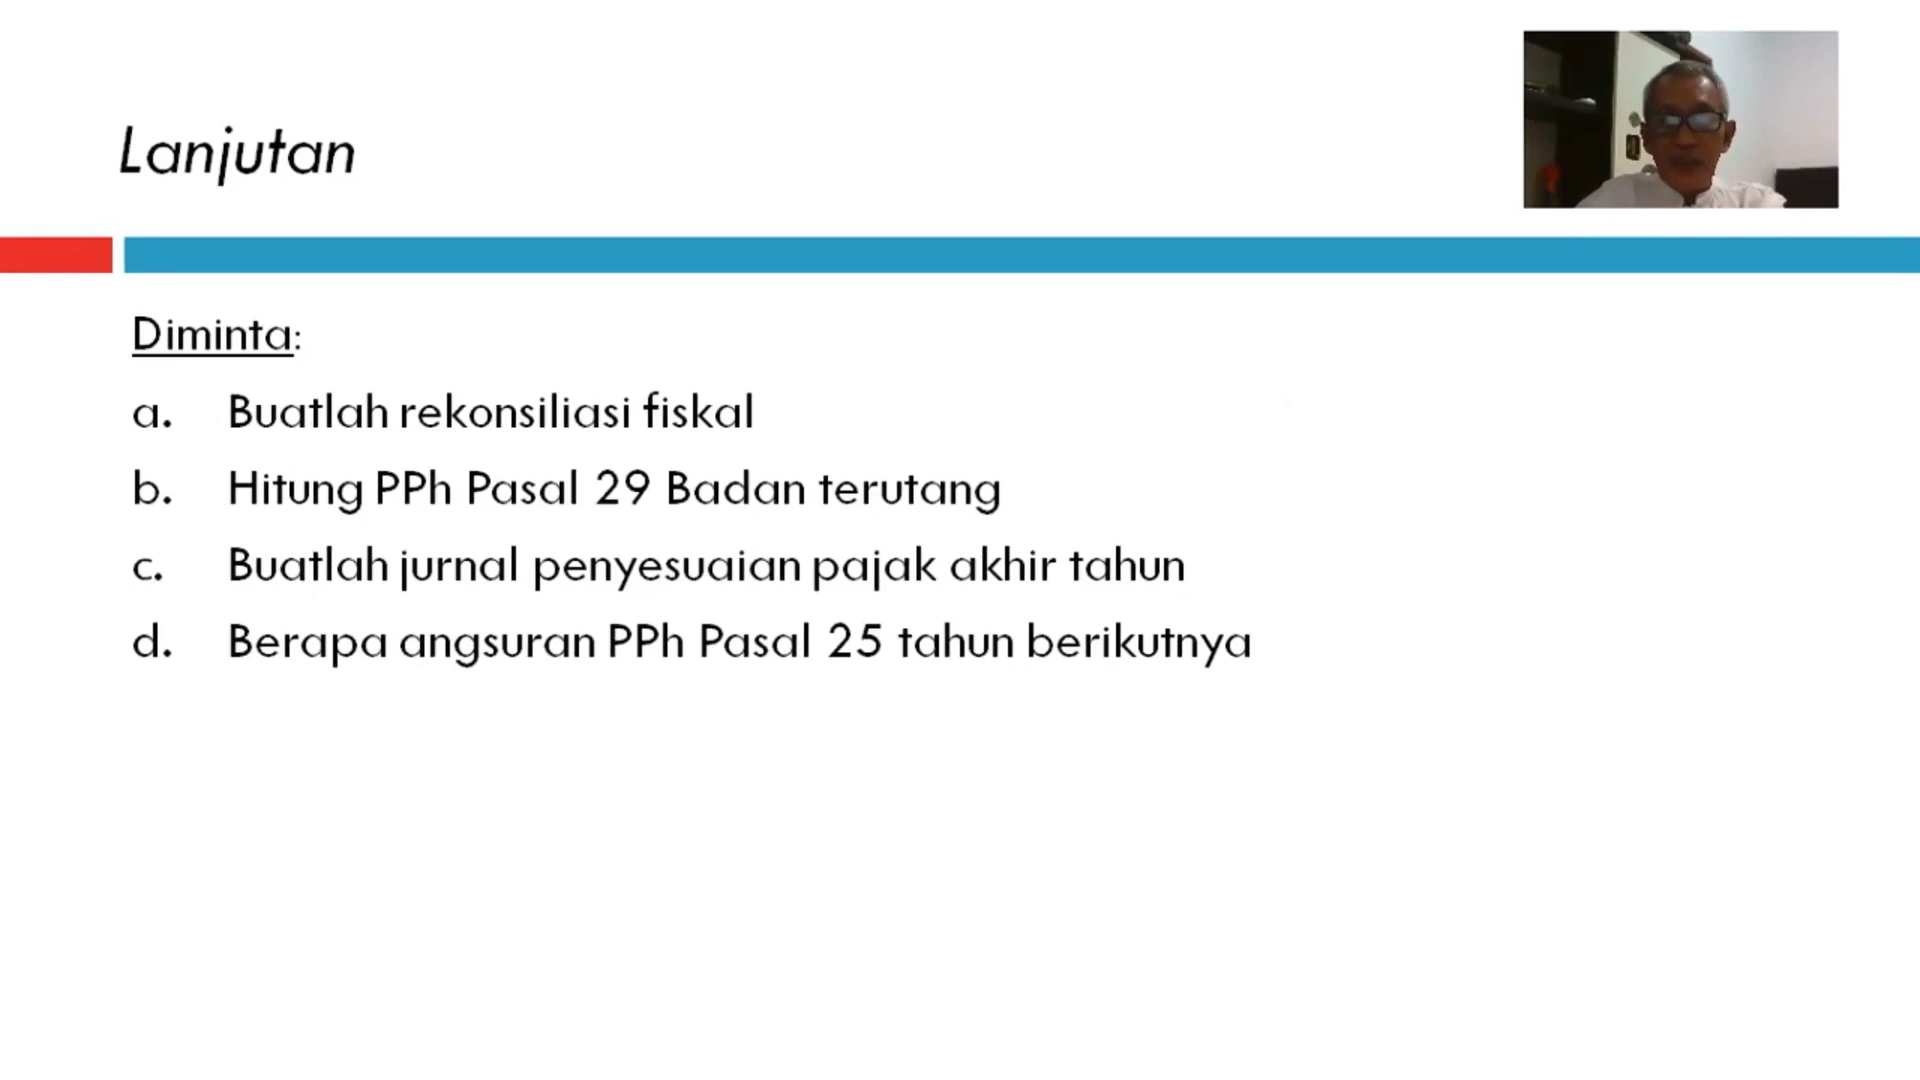 Lanjutan
Diminta:
a. Buatlah rekonsiliasi fiskal
b. Hitung PPh Pasal 29 Badan terutang
c. Buatlah jurnal penyesuaian pajak akhir tahun
d. Berapa angsuran PPh Pasal 25 tahun berikutnya